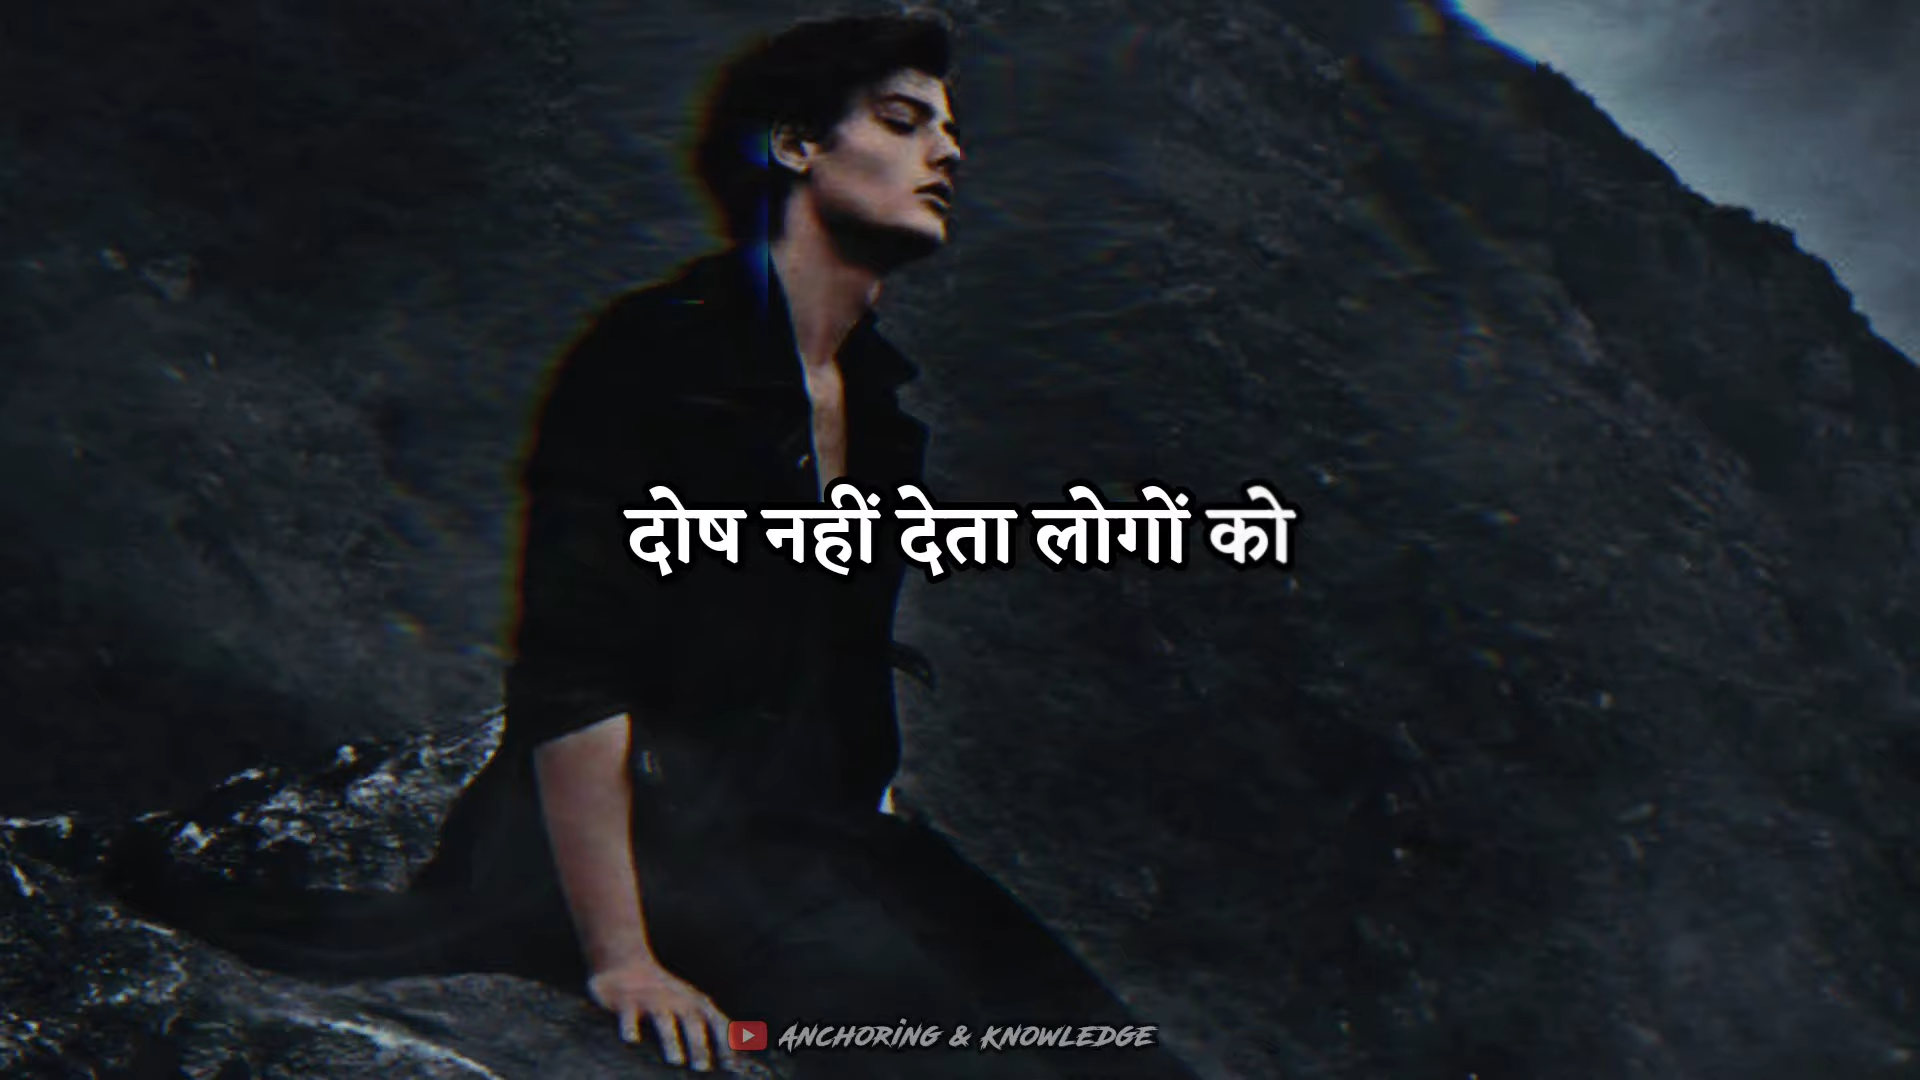 दोष नहीं देता लोगों को
ANCHORING & KNOWLEDGE